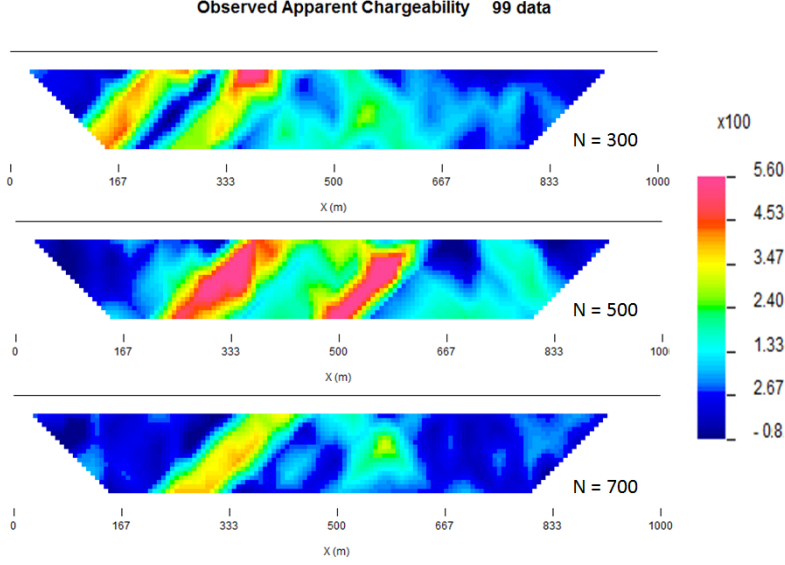 Observed Apparent Chargeability 99 data
N = 300
0 167 333 500 667 833 1000
X (m)
N = 500
0 167 333 500 667 833 100
X (m)
N = 700
0 167 333 500 667 833 1000
X (m)
x100
5.60
4.53
3.47
2.40
1.33
2.67
- 0.8